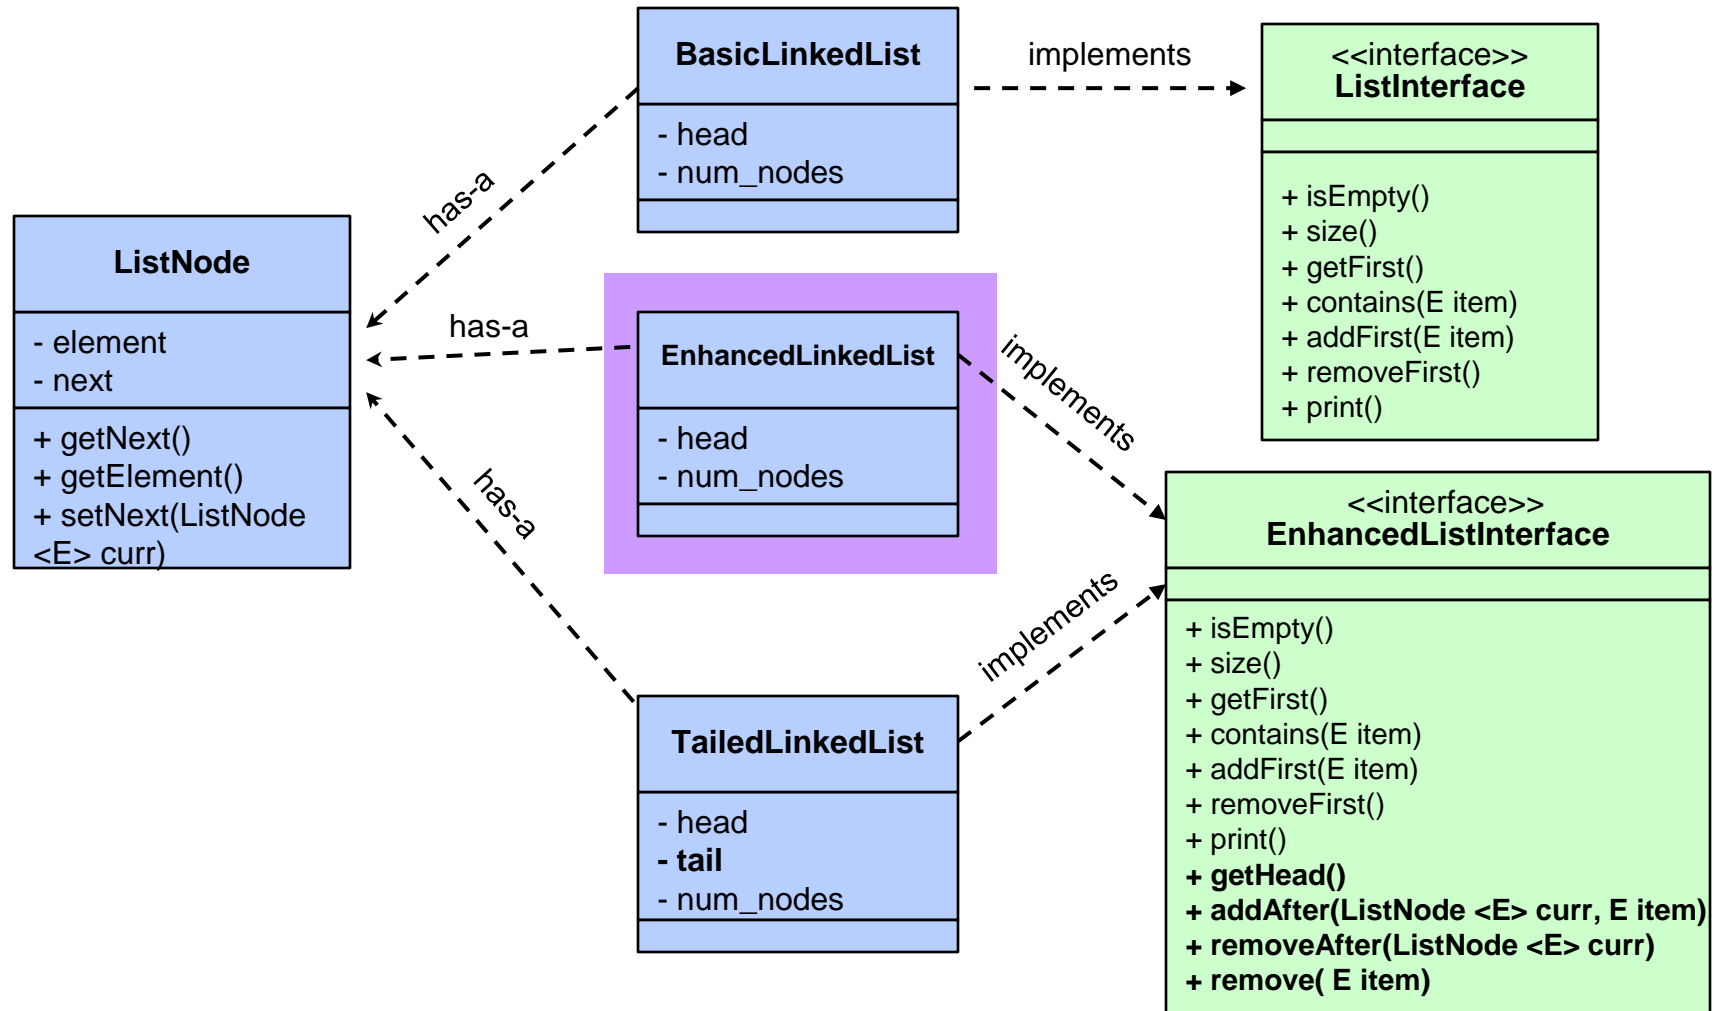 BasicLinkedList
- head
- num_nodes
implements
<<interface>>
ListInterface
+ isEmpty()
+ size()
+ getFirst()
+ contains(E item)
+ addFirst(E item)
+ removeFirst()
+ print()
has-a
ListNode
- element
- next
+ getNext()
+ getElement()
+ setNext(ListNode
<E> curr)
has-a
EnhancedLinkedList
- head
- num_nodes
implements
has-a
<<interface>>
EnhancedListInterface
+ isEmpty()
+ size()
+ getFirst()
+ contains(E item)
+ addFirst(E item)
+ removeFirst()
+ print()
+ getHead()
+ addAfter(ListNode <E> curr, E item)
+ removeAfter(ListNode <E> curr)
+ remove( E item)
implements
TailedLinkedList
- head
- tail
- num_nodes